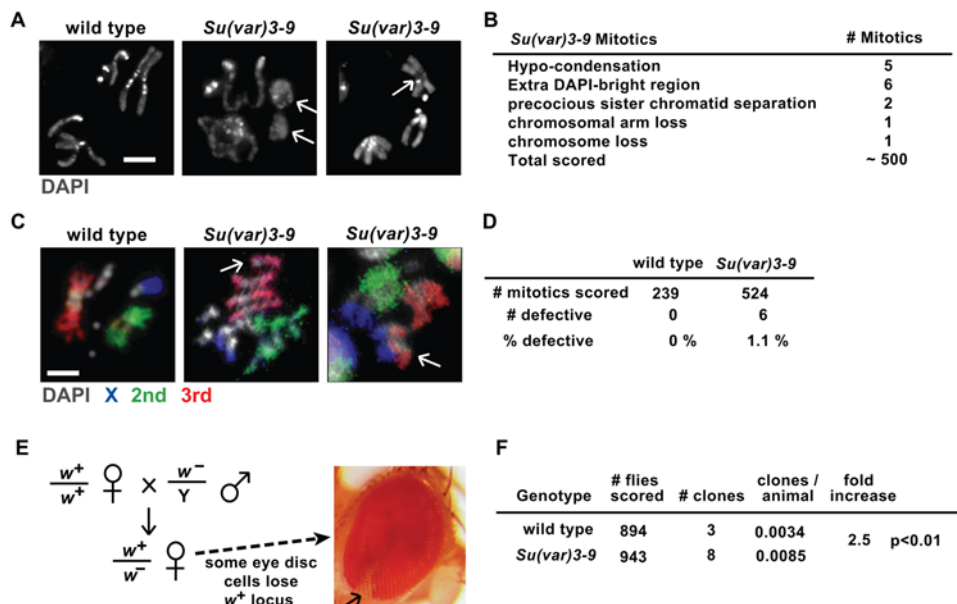 A
wild type Su(var)3-9 Su(var)3-9
DAPI
B
Su(var)3-9 Mitotics # Mitotics
Hypo-condensation 5
Extra DAPI-bright region 6
precocious sister chromatid separation 2
chromosomal arm loss 1
chromosome loss 1
Total scored ~ 500
C
wild type Su(var)3-9 Su(var)3-9
DAPI X 2nd 3rd
D
wild type Su(var)3-9
# mitotics scored 239 524
# defective 0 6
% defective 0 % 1.1 %
E
w+ ♀ X w− ♂
w+ Y
w+ ♀
w−
some eye disc
cells lose
w+ locus
F
Genotype # flies scored # clones clones / animal fold increase
wild type 894 3 0.0034 2.5 p<0.01
Su(var)3-9 943 8 0.0085